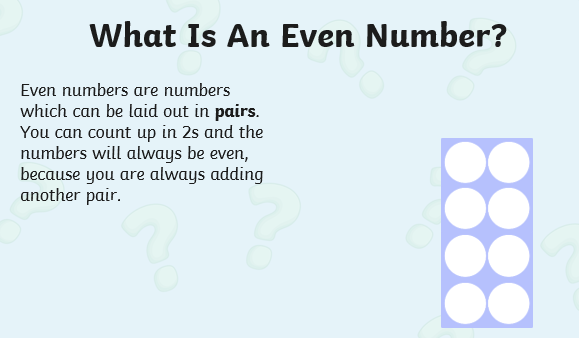 What Is An Even Number?
Even numbers are numbers
which can be laid out in pairs.
You can count up in 2s and the
numbers will always be even,
because you are always adding
another pair.